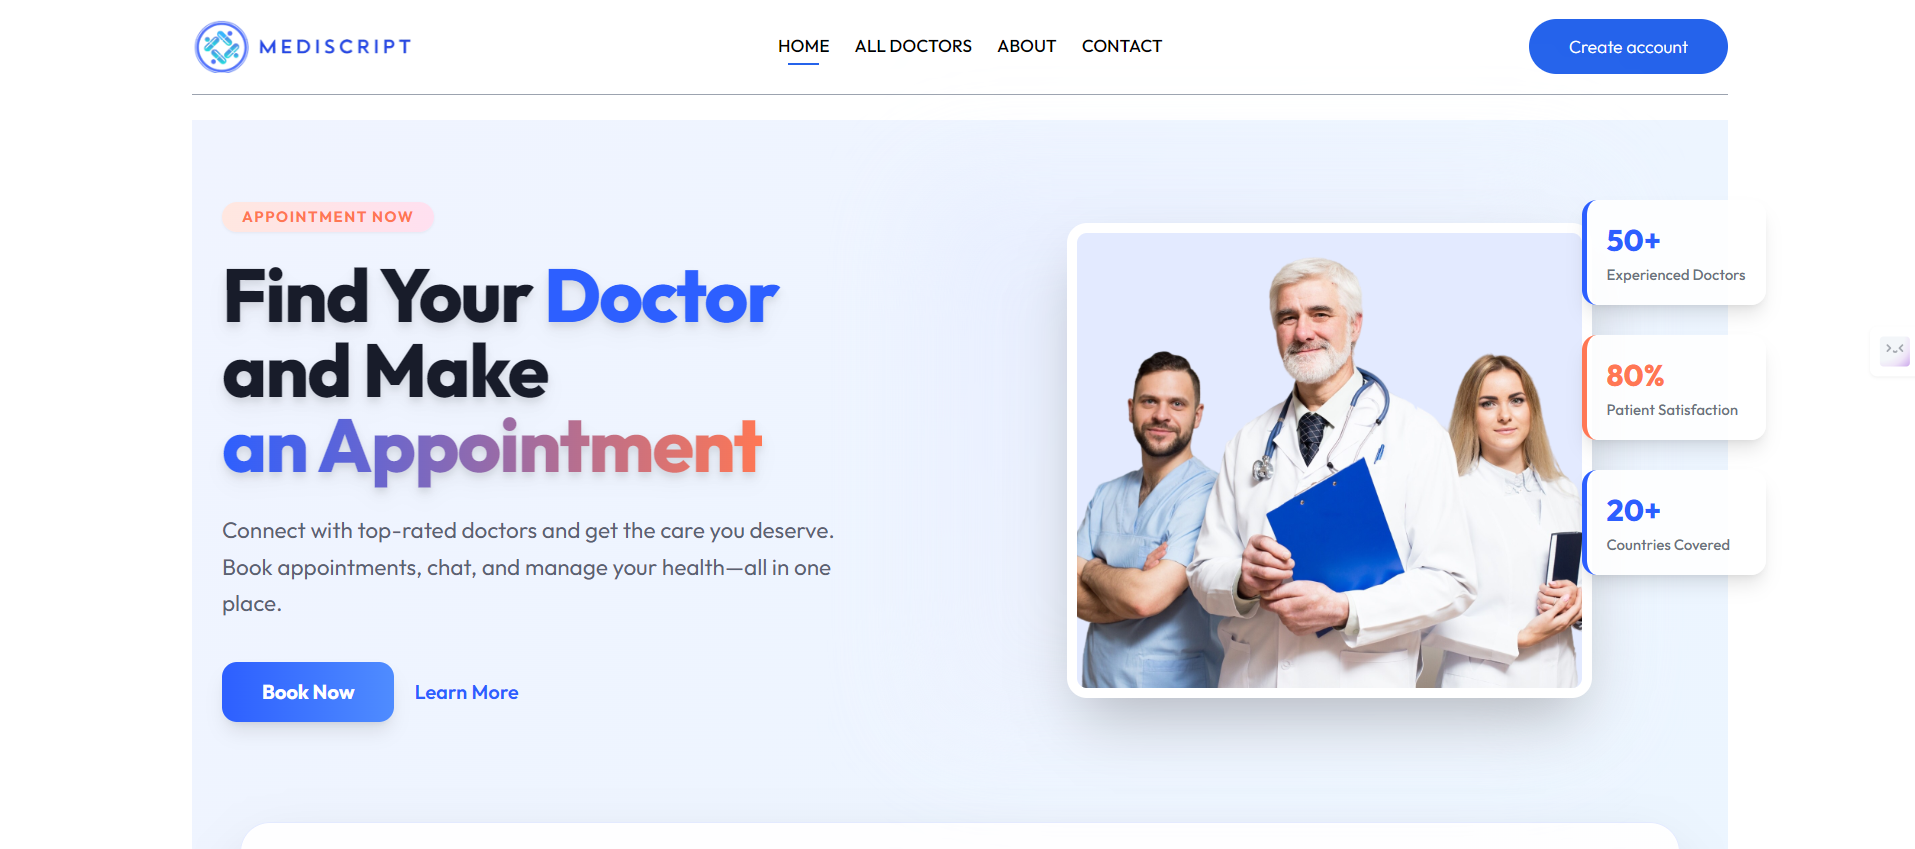 MEDISCRIPT
HOME
ALL DOCTORS
ABOUT
CONTACT
Create account
APPOINTMENT NOW
Find Your Doctor
and Make
an Appointment
Connect with top-rated doctors and get the care you deserve.
Book appointments, chat, and manage your health—all in one
place.
Book Now
Learn More
50+
Experienced Doctors
80%
Patient Satisfaction
20+
Countries Covered